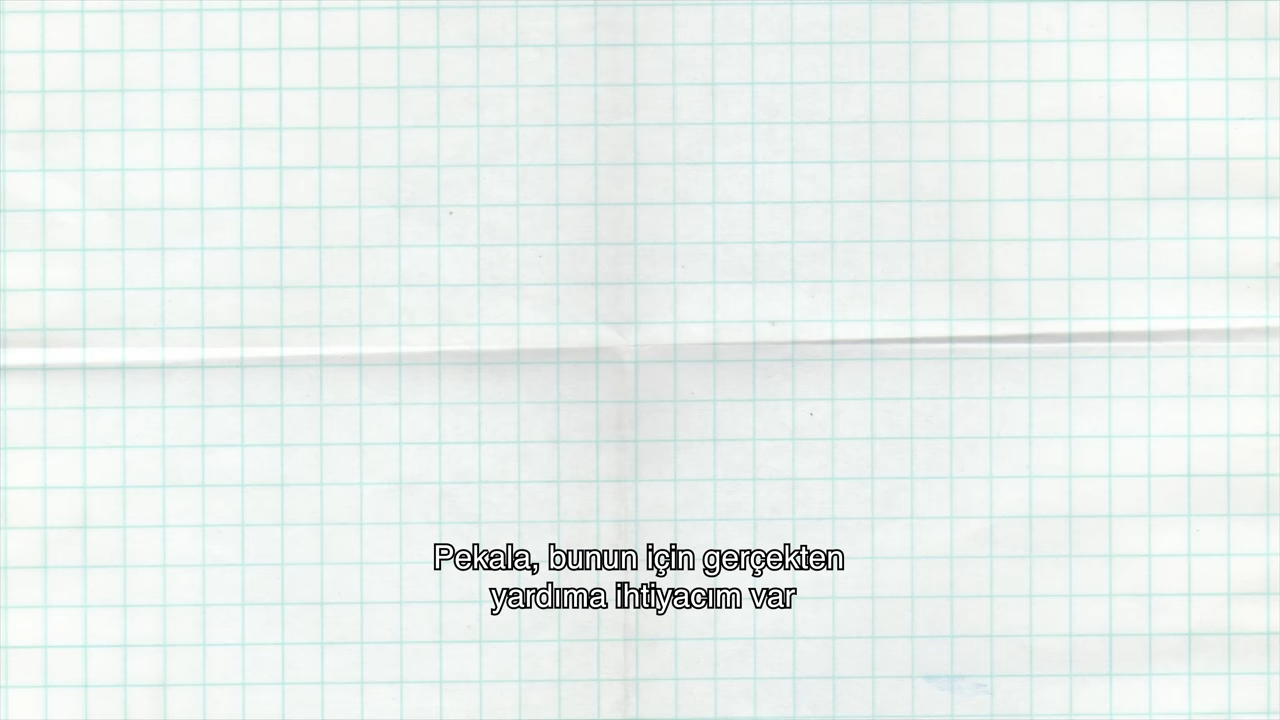 Pekala, bunun için gerçekten
yardıma ihtiyacım var